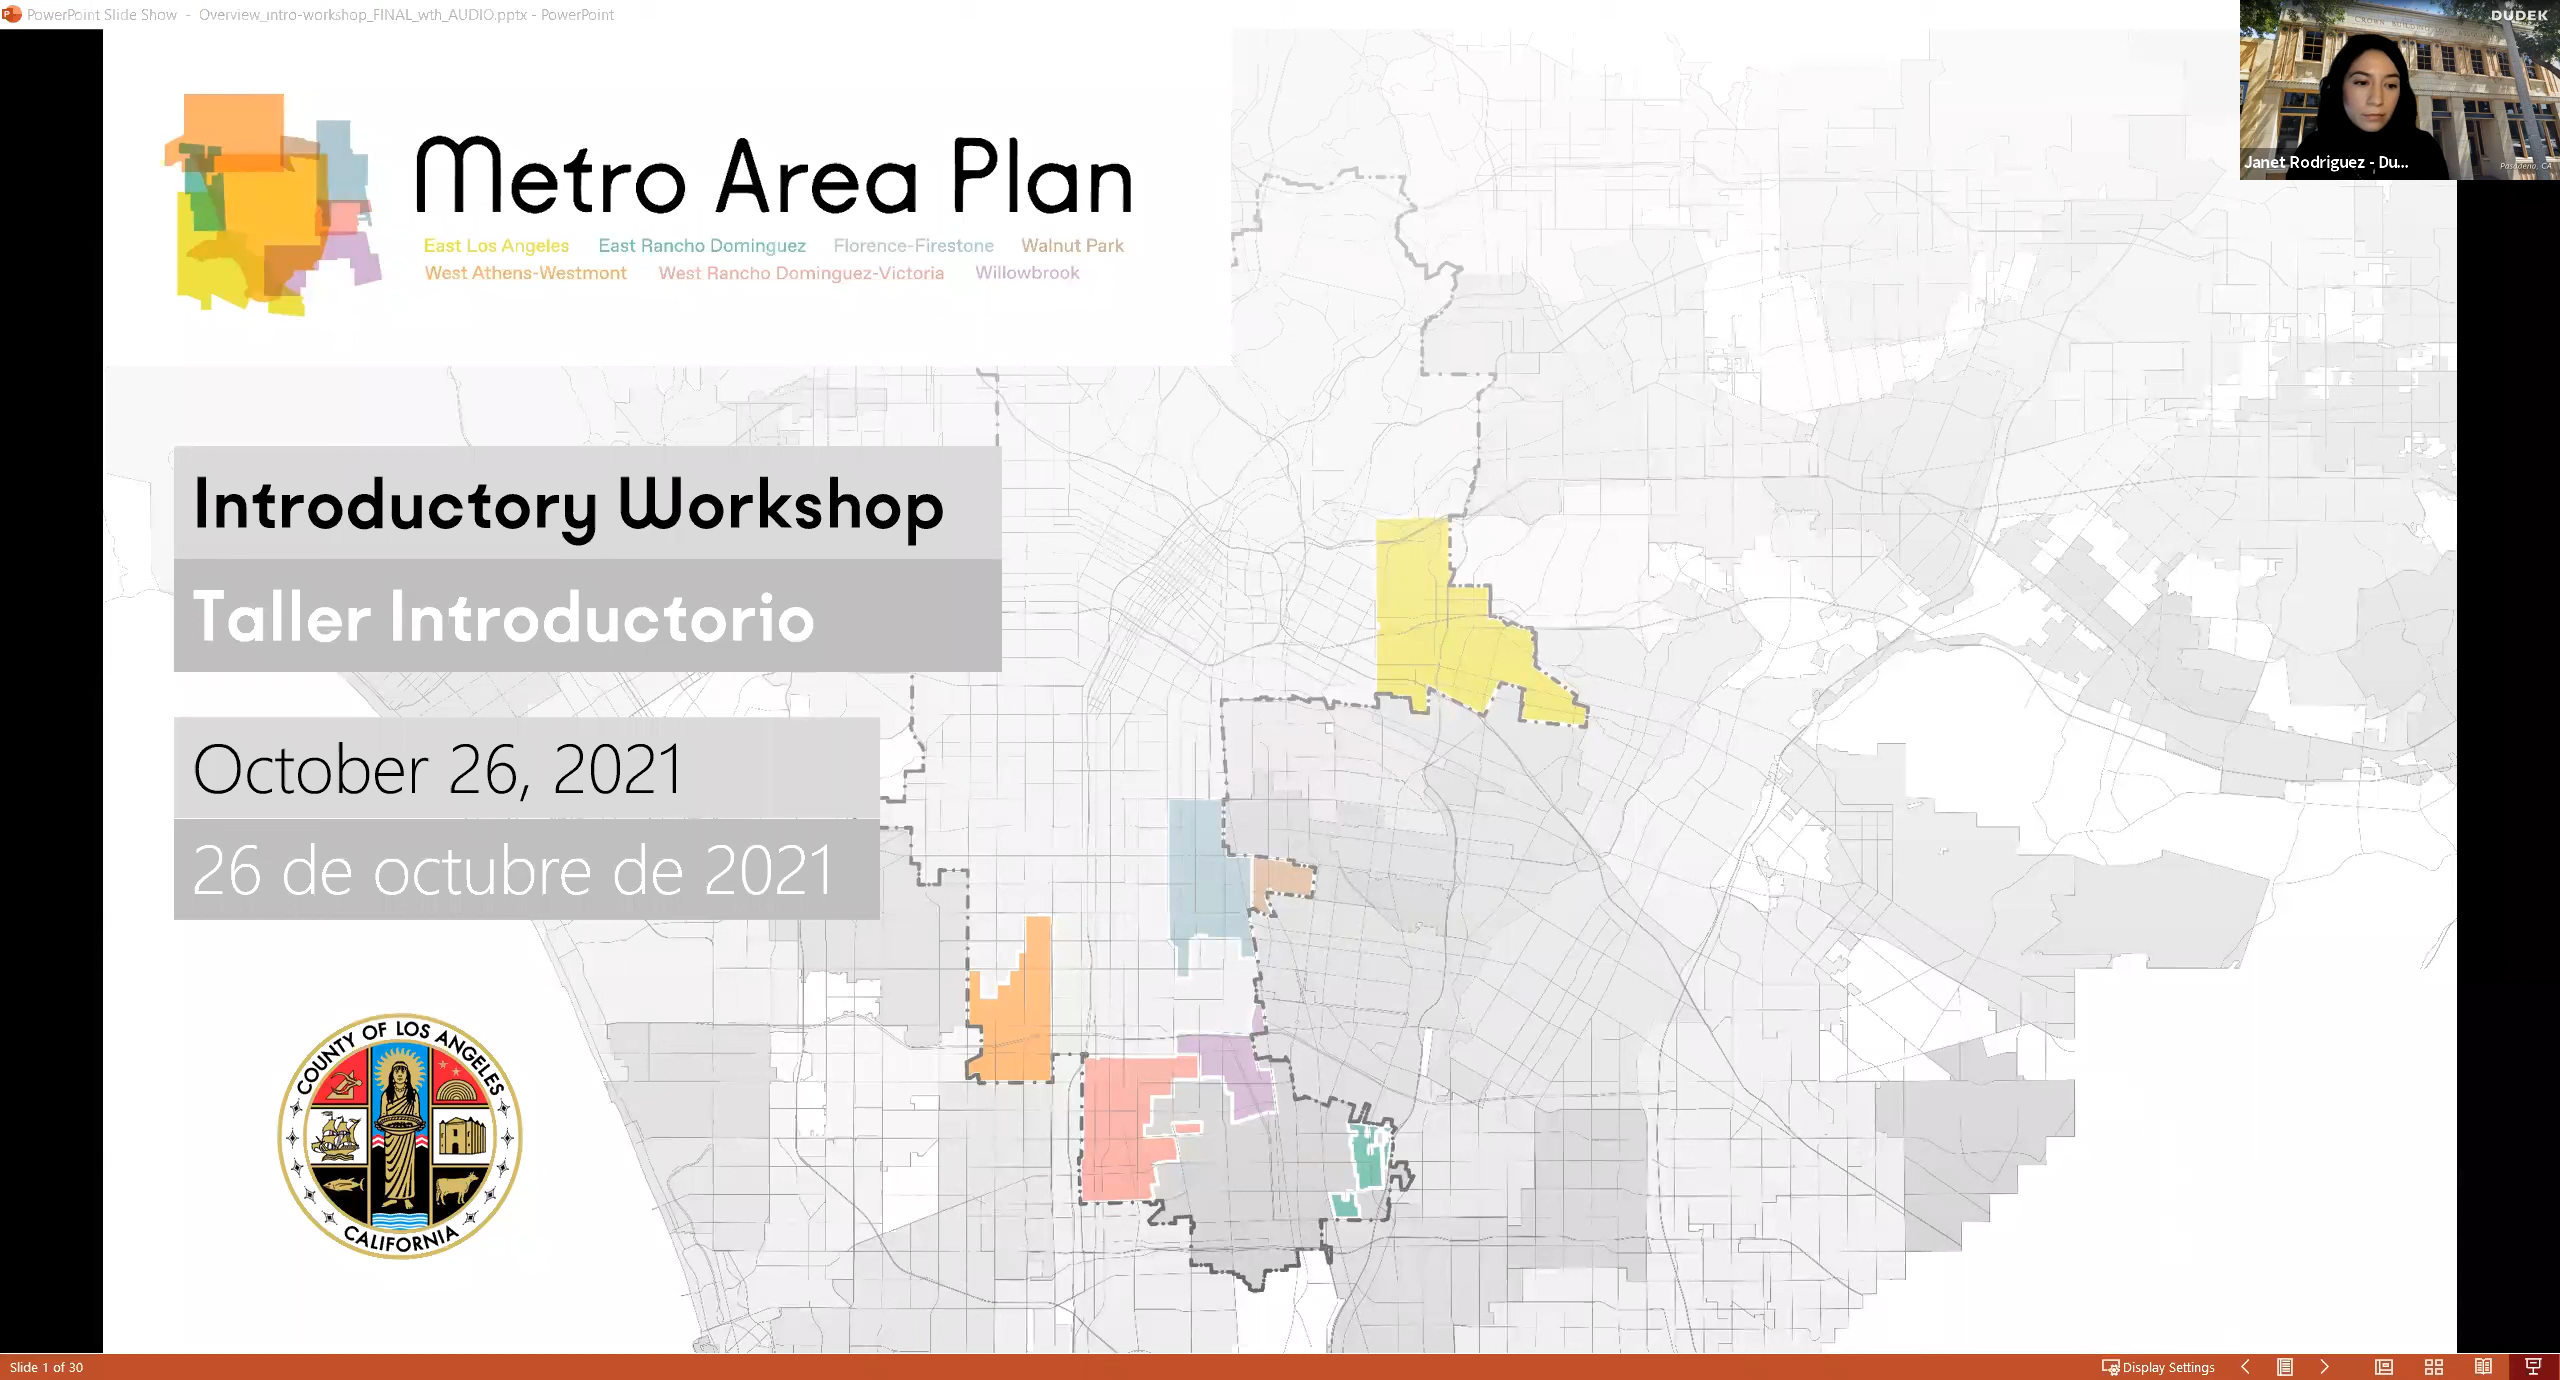 PowerPoint Slide Show - Overview_intro-workshop_FINAL_wth_AUDIO.pptx - PowerPoint
DUDEK
Janet Rodriguez - Du...
Pasadena, CA
Metro Area Plan
East Los Angeles East Rancho Dominguez Florence-Firestone Walnut Park
West Athens-Westmont West Rancho Dominguez-Victoria Willowbrook
Introductory Workshop
Taller Introductorio
October 26, 2021
26 de octubre de 2021
COUNTY OF LOS ANGELES
CALIFORNIA
Slide 1 of 30
Display Settings